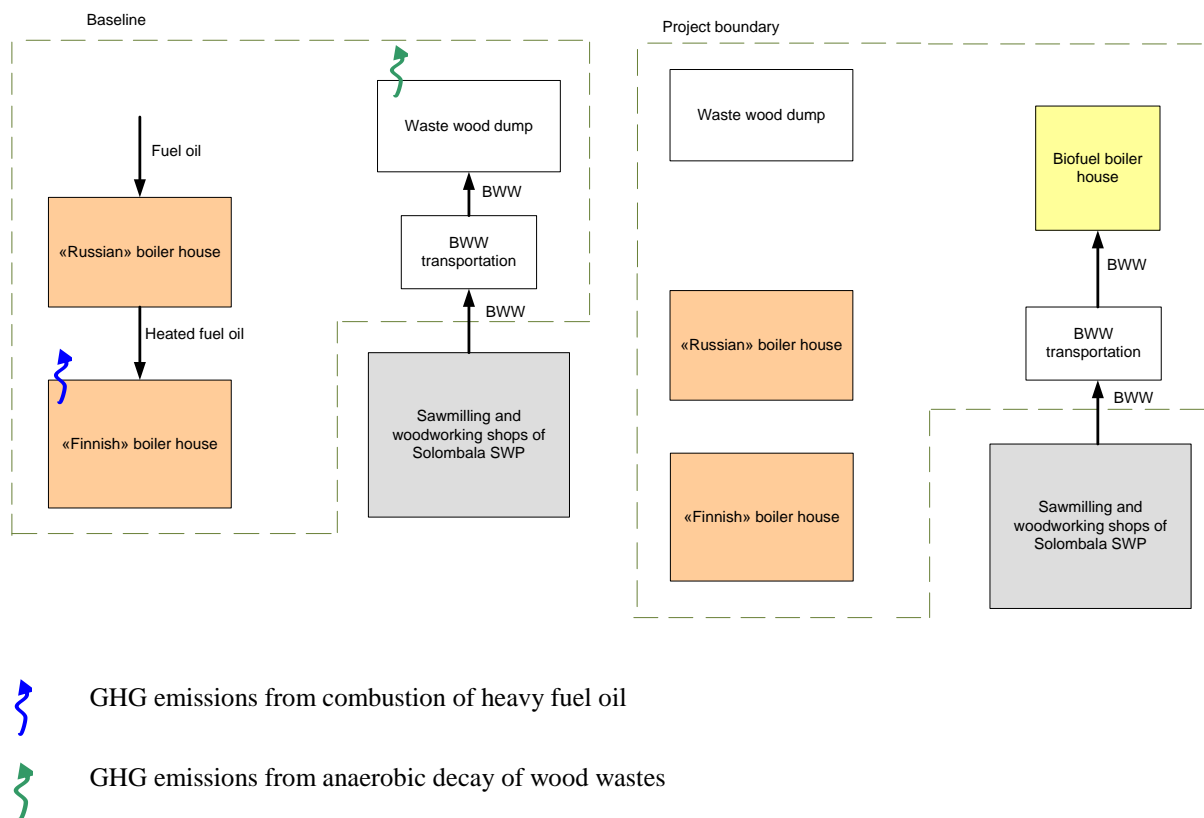 Baseline
Fuel oil
«Russian» boiler house
Heated fuel oil
«Finnish» boiler house
Waste wood dump
BWW
BWW
transportation
BWW
Sawmilling and
woodworking shops of
Solombala SWP
Project boundary
Waste wood dump
«Russian» boiler house
«Finnish» boiler house
Biofuel boiler
house
BWW
BWW
transportation
BWW
Sawmilling and
woodworking shops of
Solombala SWP
GHG emissions from combustion of heavy fuel oil
GHG emissions from anaerobic decay of wood wastes